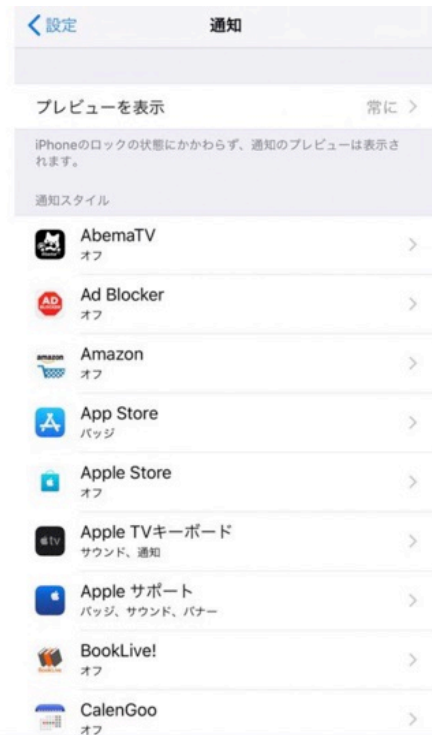 設定
通知
プレビューを表示
常に
iPhoneのロックの状態にかかわらず、通知のプレビューは表示さ
れます。
通知スタイル
AbemaTV
オフ
AD
Ad Blocker
オフ
amazon
Amazon
オフ
App Store
バッジ
Apple Store
オフ
tv
Apple TVキーボード
サウンド、通知
Apple サポート
バッジ、サウンド、バナー
BookLive!
オフ
CalenGoo
オフ